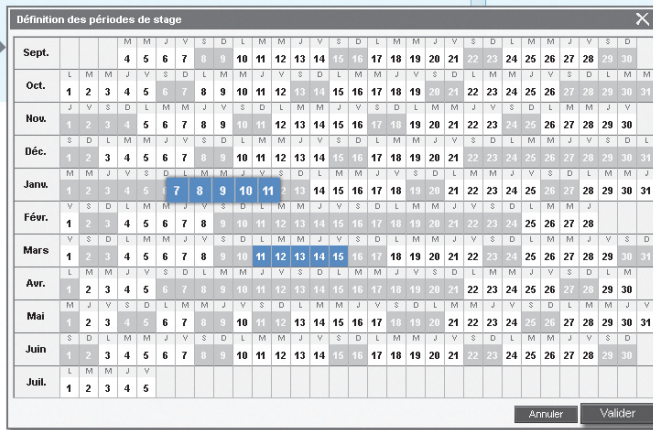 Définition des périodes de stage
M M J V S D L M M J V S D L M M J V S D L M M J V S D
Sept. 4 5 6 7 8 9 10 11 12 13 14 15 16 17 18 19 20 21 22 23 24 25 26 27 28 29 30
L M M J V S D L M M J V S D L M M J V S D L M M J V S D L M M
Oct. 1 2 3 4 5 6 7 8 9 10 11 12 13 14 15 16 17 18 19 20 21 22 23 24 25 26 27 28 29 30 31
J V S D L M M J V S D L M M J V S D L M M J V S D L M M J V
Nov. 1 2 3 4 5 6 7 8 9 10 11 12 13 14 15 16 17 18 19 20 21 22 23 24 25 26 27 28 29 30
S D L M M J V S D L M M J V S D L M M J V S D L M M J V S D L
Déc. 1 2 3 4 5 6 7 8 9 10 11 12 13 14 15 16 17 18 19 20 21 22 23 24 25 26 27 28 29 30 31
M M J V S D L M M J V S D L M M J V S D L M M J V S D L M M J
Janv. 1 2 3 4 5 7 8 9 10 11 13 14 15 16 17 18 19 20 21 22 23 24 25 26 27 28 29 30 31
V S D L M M J V S D L M M J V S D L M M J V S D L M M J
Févr. 1 2 3 4 5 6 7 8 9 10 11 12 13 14 15 16 17 18 19 20 21 22 23 24 25 26 27 28
V S D L M M J V S D L M M J V S D L M M J V S D L M M J V S D
Mars 1 2 3 4 5 6 7 8 9 10 11 12 13 14 15 16 17 18 19 20 21 22 23 24 25 26 27 28 29 30 31
L M M J V S D L M M J V S D L M M J V S D L M M J V S D L M
Avr. 1 2 3 4 5 6 7 8 9 10 11 12 13 14 15 16 17 18 19 20 21 22 23 24 25 26 27 28 29 30
M J V S D L M M J V S D L M M J V S D L M M J V S D L M M J V
Mai 1 2 3 4 5 6 7 8 9 10 11 12 13 14 15 16 17 18 19 20 21 22 23 24 25 26 27 28 29 30 31
S D L M M J V S D L M M J V S D L M M J V S D L M M J V S D
Juin 1 2 3 4 5 6 7 8 9 10 11 12 13 14 15 16 17 18 19 20 21 22 23 24 25 26 27 28 29 30
L M M J V
Juil. 1 2 3 4 5
Annuler Valider